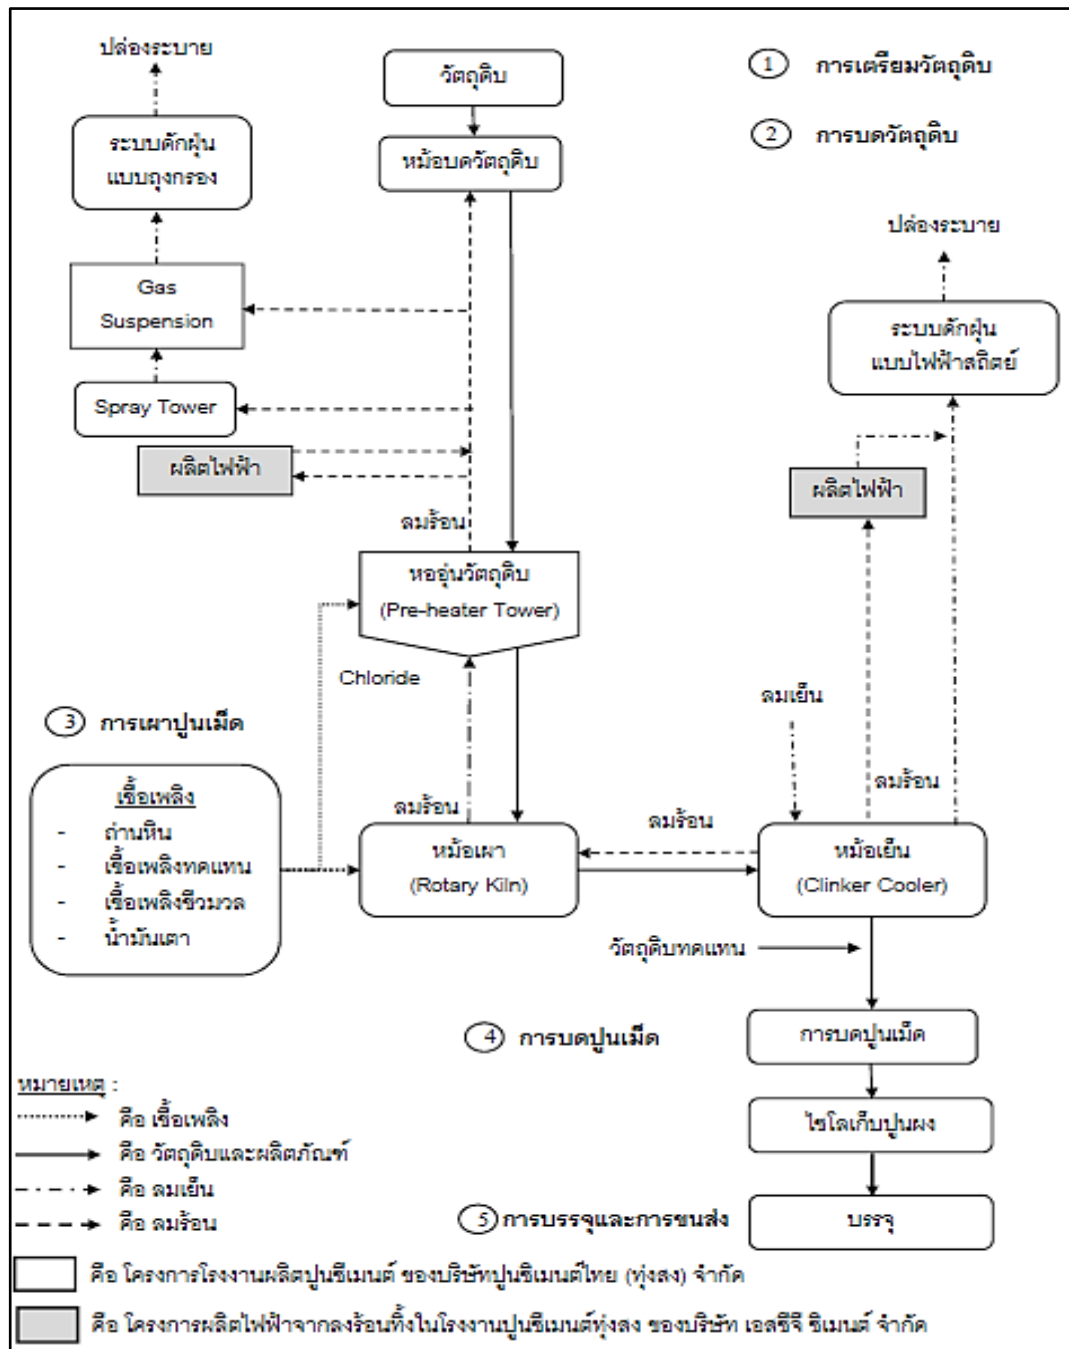 ปล่องระบาย
วัตถุดิบ
1 การเตรียมวัตถุดิบ
ระบบดักฝุ่น
แบบถุงกรอง
หม้อบดวัตถุดิบ
2 การบดวัตถุดิบ
ปล่องระบาย
Gas
Suspension
ระบบดักฝุ่น
แบบไฟฟ้าสถิตย์
Spray Tower
ผลิตไฟฟ้า
ผลิตไฟฟ้า
ลมร้อน
หออุ่นวัตถุดิบ
(Pre-heater Tower)
Chloride
ลมเย็น
3 การเผาปูนเม็ด
เชื้อเพลิง
- ถ่านหิน
- เชื้อเพลิงทดแทน
- เชื้อเพลิงชีวมวล
- น้ำมันเตา
ลมร้อน
ลมร้อน
ลมร้อน
หม้อเผา
(Rotary Kiln)
หม้อเย็น
(Clinker Cooler)
วัตถุดิบทดแทน
4 การบดปูนเม็ด
การบดปูนเม็ด
ไซโลเก็บปูนผง
5 การบรรจุและการขนส่ง
บรรจุ
หมายเหตุ :
คือ เชื้อเพลิง
คือ วัตถุดิบและผลิตภัณฑ์
คือ ลมเย็น
คือ ลมร้อน
คือ โครงการโรงงานผลิตปูนซีเมนต์ ของบริษัทปูนซิเมนต์ไทย (ทุ่งสง) จำกัด
คือ โครงการผลิตไฟฟ้าจากลงร้อนทิ้งในโรงงานปูนซีเมนต์ทุ่งสง ของบริษัท เอสซีจี ซิเมนต์ จำกัด